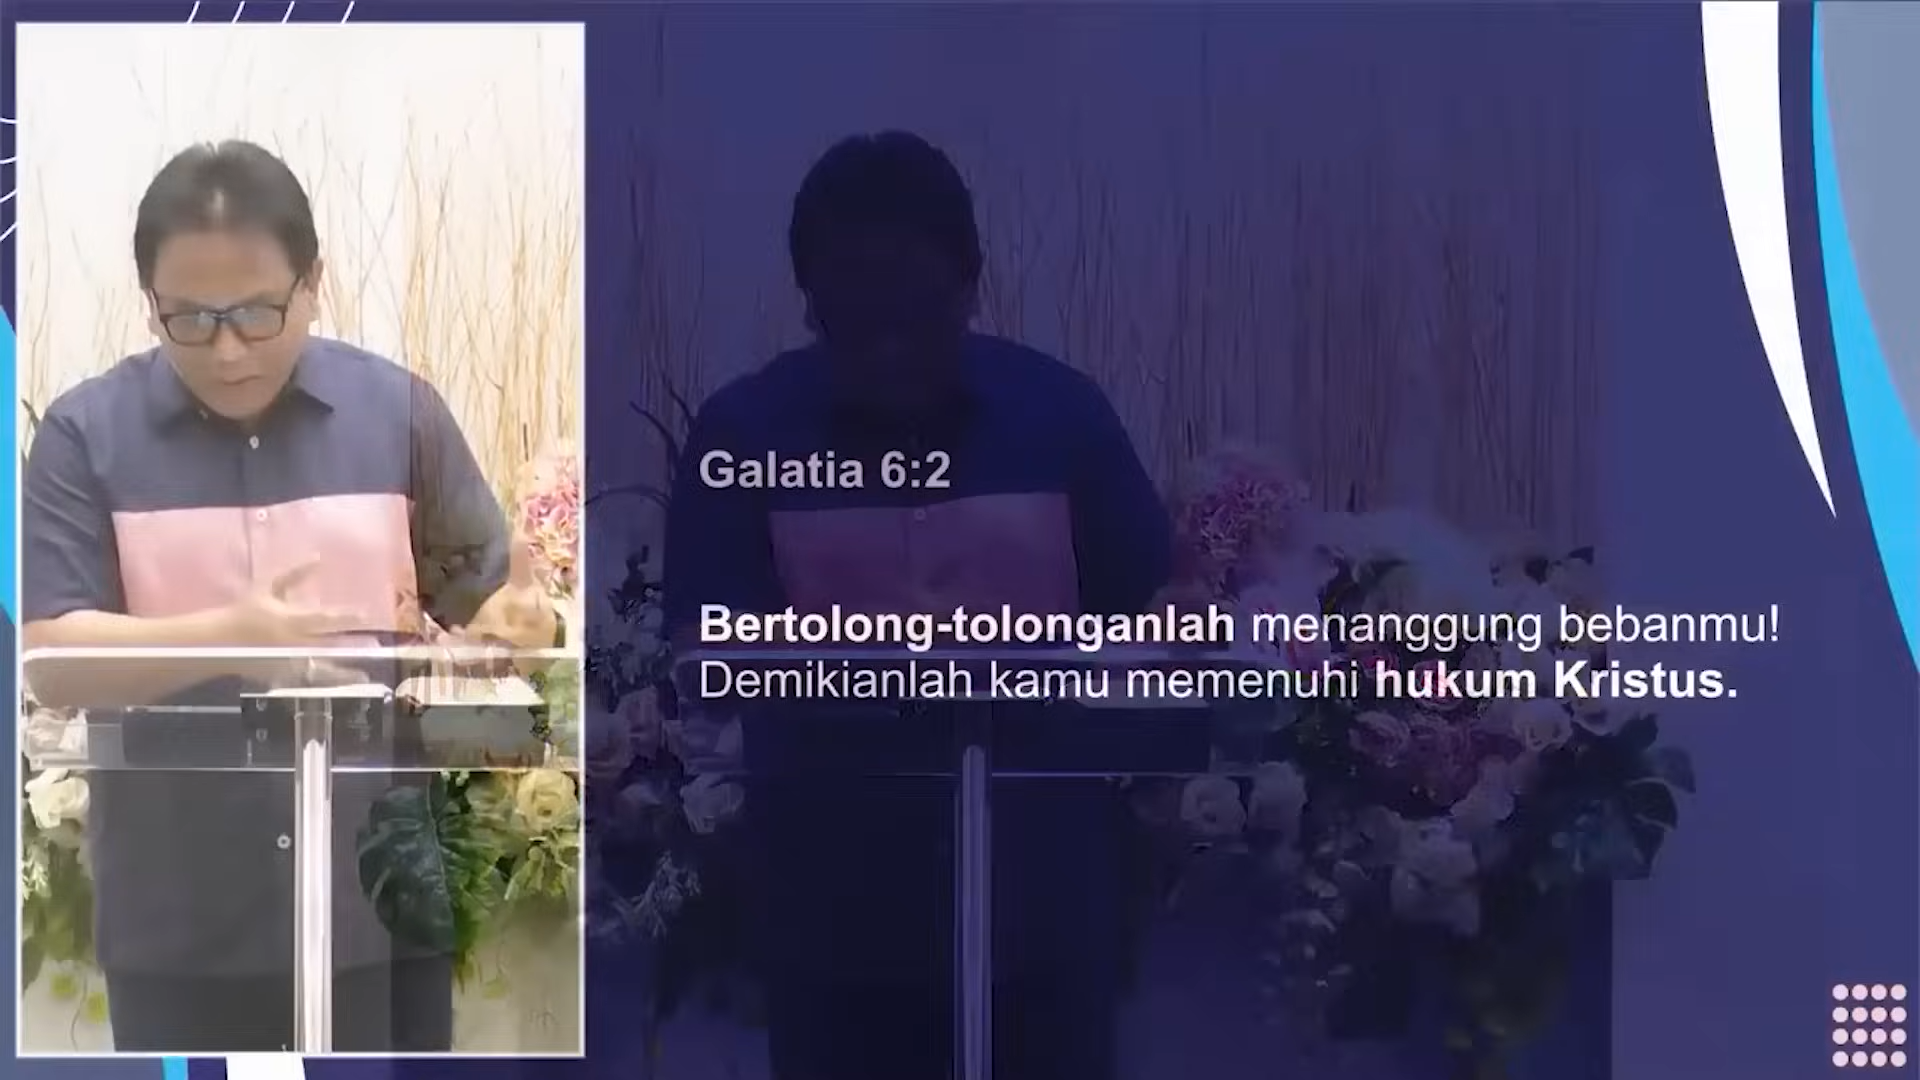 Galatia 6:2
Bertolong-tolonganlah menanggung bebanmu!
Demikianlah kamu memenuhi hukum Kristus.